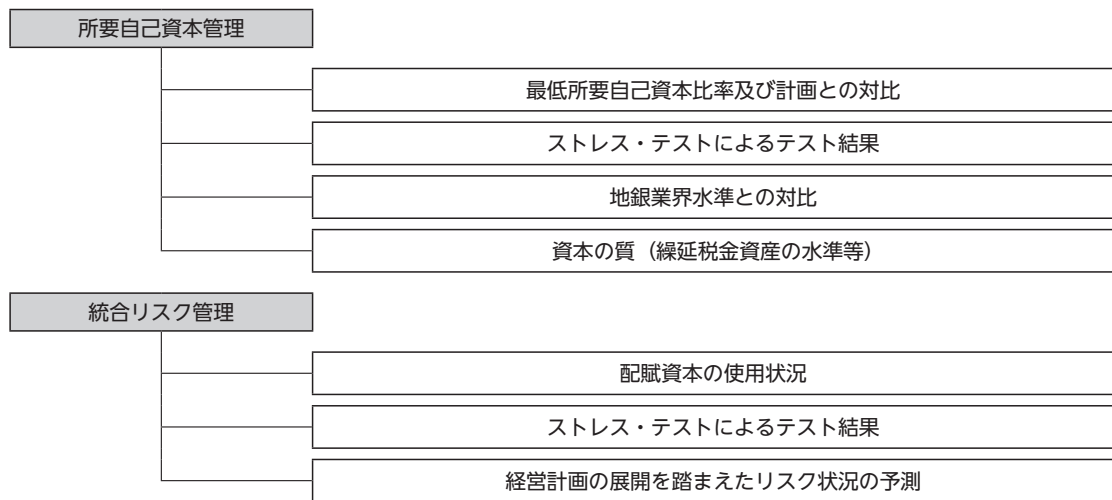 所要自己資本管理
最低所要自己資本比率及び計画との対比
ストレス・テストによるテスト結果
地銀業界水準との対比
資本の質（繰延税金資産の水準等）
統合リスク管理
配賦資本の使用状況
ストレス・テストによるテスト結果
経営計画の展開を踏まえたリスク状況の予測